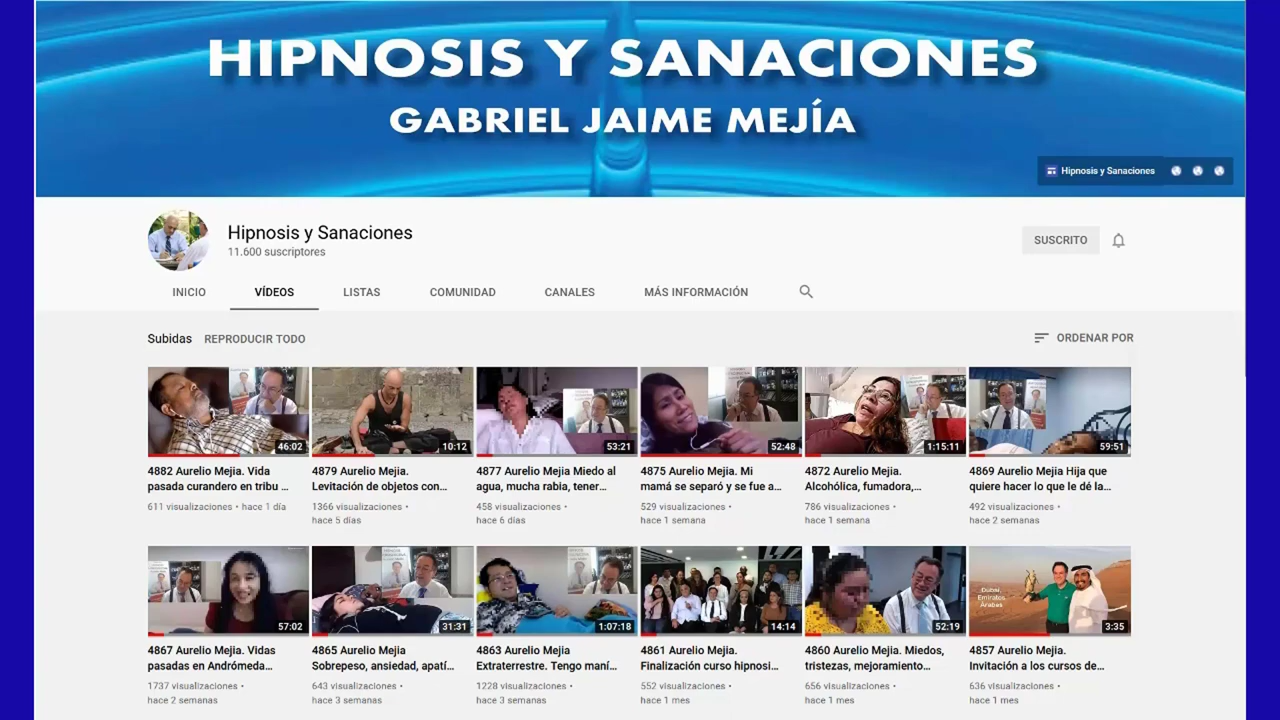 HIPNOSIS Y SANACIONES
GABRIEL JAIME MEJÍA
Hipnosis y Sanaciones
Hipnosis y Sanaciones
11.600 suscriptores
SUSCRITO
INICIO VÍDEOS LISTAS COMUNIDAD CANALES MÁS INFORMACIÓN
Subidas REPRODUCIR TODO
ORDENAR POR
46:02
10:12
53:21
52:48
1:15:11
59:51
4882 Aurelio Mejia. Vida
pasada curandero en tribu ...
611 visualizaciones • hace 1 día
4879 Aurelio Mejia.
Levitación de objetos con...
1366 visualizaciones •
hace 5 días
4877 Aurelio Mejia Miedo al
agua, mucha rabia, tener...
458 visualizaciones •
hace 6 días
4875 Aurelio Mejia. Mi
mamá se separó y se fue a...
529 visualizaciones •
hace 1 semana
4872 Aurelio Mejia.
Alcohólica, fumadora,...
786 visualizaciones •
hace 1 semana
4869 Aurelio Mejia Hija que
quiere hacer lo que le dé la...
492 visualizaciones •
hace 2 semanas
57:02
31:31
1:07:18
14:14
52:19
Dubai,
Emiratos
Árabes
3:35
4867 Aurelio Mejia. Vidas
pasadas en Andrómeda...
1737 visualizaciones •
hace 2 semanas
4865 Aurelio Mejia
Sobrepeso, ansiedad, apatí...
643 visualizaciones •
hace 3 semanas
4863 Aurelio Mejia
Extraterrestre. Tengo maní...
1228 visualizaciones •
hace 3 semanas
4861 Aurelio Mejia.
Finalización curso hipnosi...
552 visualizaciones •
hace 1 mes
4860 Aurelio Mejia. Miedos,
tristezas, mejoramiento...
656 visualizaciones •
hace 1 mes
4857 Aurelio Mejia.
Invitación a los cursos de...
636 visualizaciones •
hace 1 mes